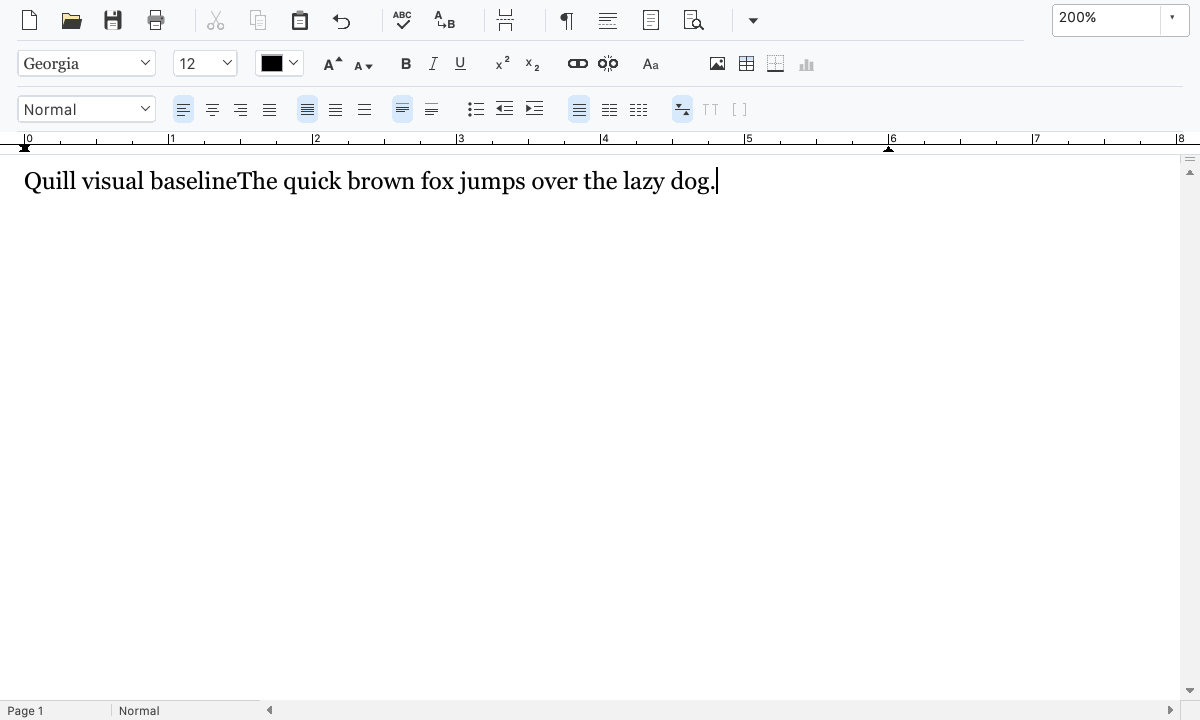 200%
Georgia
12
Normal
0 1 2 3 4 5 6 7 8
Quill visual baselineThe quick brown fox jumps over the lazy dog.
Page 1 Normal